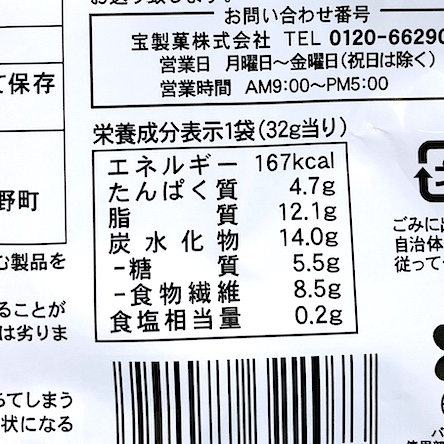 お問い合わせ番号
宝製菓株式会社 TEL 0120-66290
営業日 月曜日〜金曜日(祝日は除く)
営業時間 AM9:00〜PM5:00
て保存
野町
む製品を
ることが
は劣りま
ちてしまう
状になる
栄養成分表示1袋(32g当り)
エネルギー 167kcal
たんぱく質 4.7g
脂質 12.1g
炭水化物 14.0g
-糖質 5.5g
-食物繊維 8.5g
食塩相当量 0.2g
ごみに出
自治体
従って